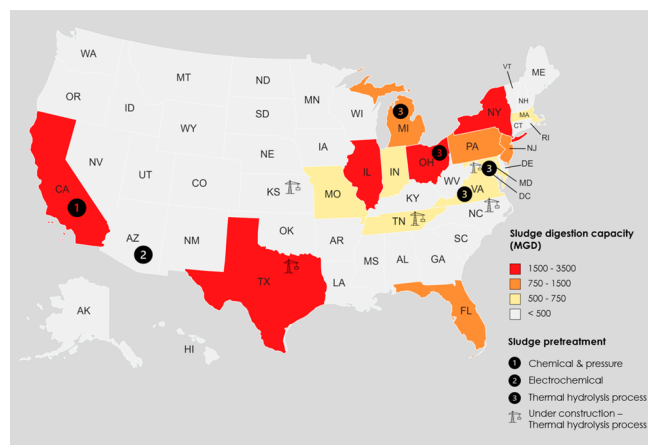 WA
MT
ND
MN
VT
ME
OR
ID
SD
WI
NH
MA
NY
CT
RI
WY
IA
MI
3
PA
NJ
NE
NV
UT
CO
IL
IN
OH
3
DE
MD
DC
3
WV
VA
3
CA
1
KS
MO
KY
TN
NC
AZ
2
NM
OK
AR
SC
MS
AL
GA
TX
LA
FL
AK
HI
Sludge digestion capacity
(MGD)
1500 - 3500
750 - 1500
500 - 750
< 500
Sludge pretreatment
1 Chemical & pressure
2 Electrochemical
3 Thermal hydrolysis process
Under construction –
Thermal hydrolysis process